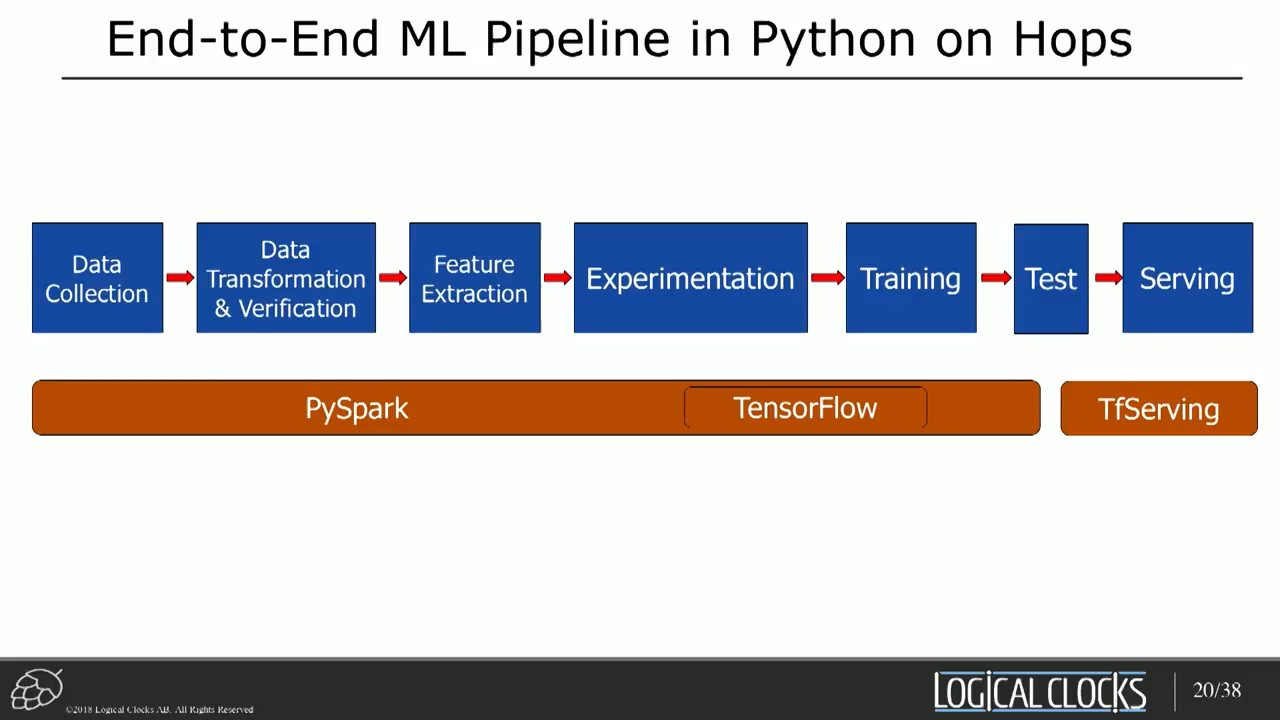 End-to-End ML Pipeline in Python on Hops
Data
Collection
Data
Transformation
& Verification
Feature
Extraction
Experimentation
Training
Test
Serving
PySpark
TensorFlow
TfServing
©2018 Logical Clocks AB. All Rights Reserved
LOGICAL CLOCKS
20/38